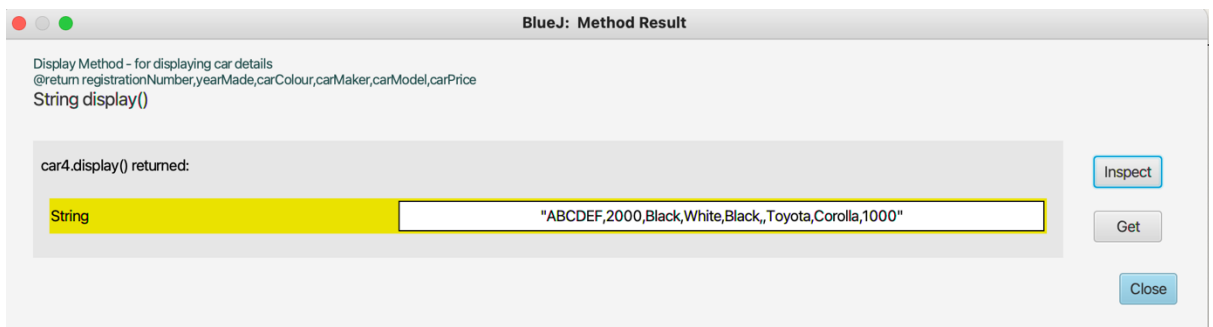 BlueJ: Method Result
Display Method - for displaying car details
@return registrationNumber,yearMade,carColour,carMaker,carModel,carPrice
String display()
car4.display() returned:
Inspect
String
"ABCDEF,2000,Black,White,Black,,Toyota,Corolla,1000"
Get
Close